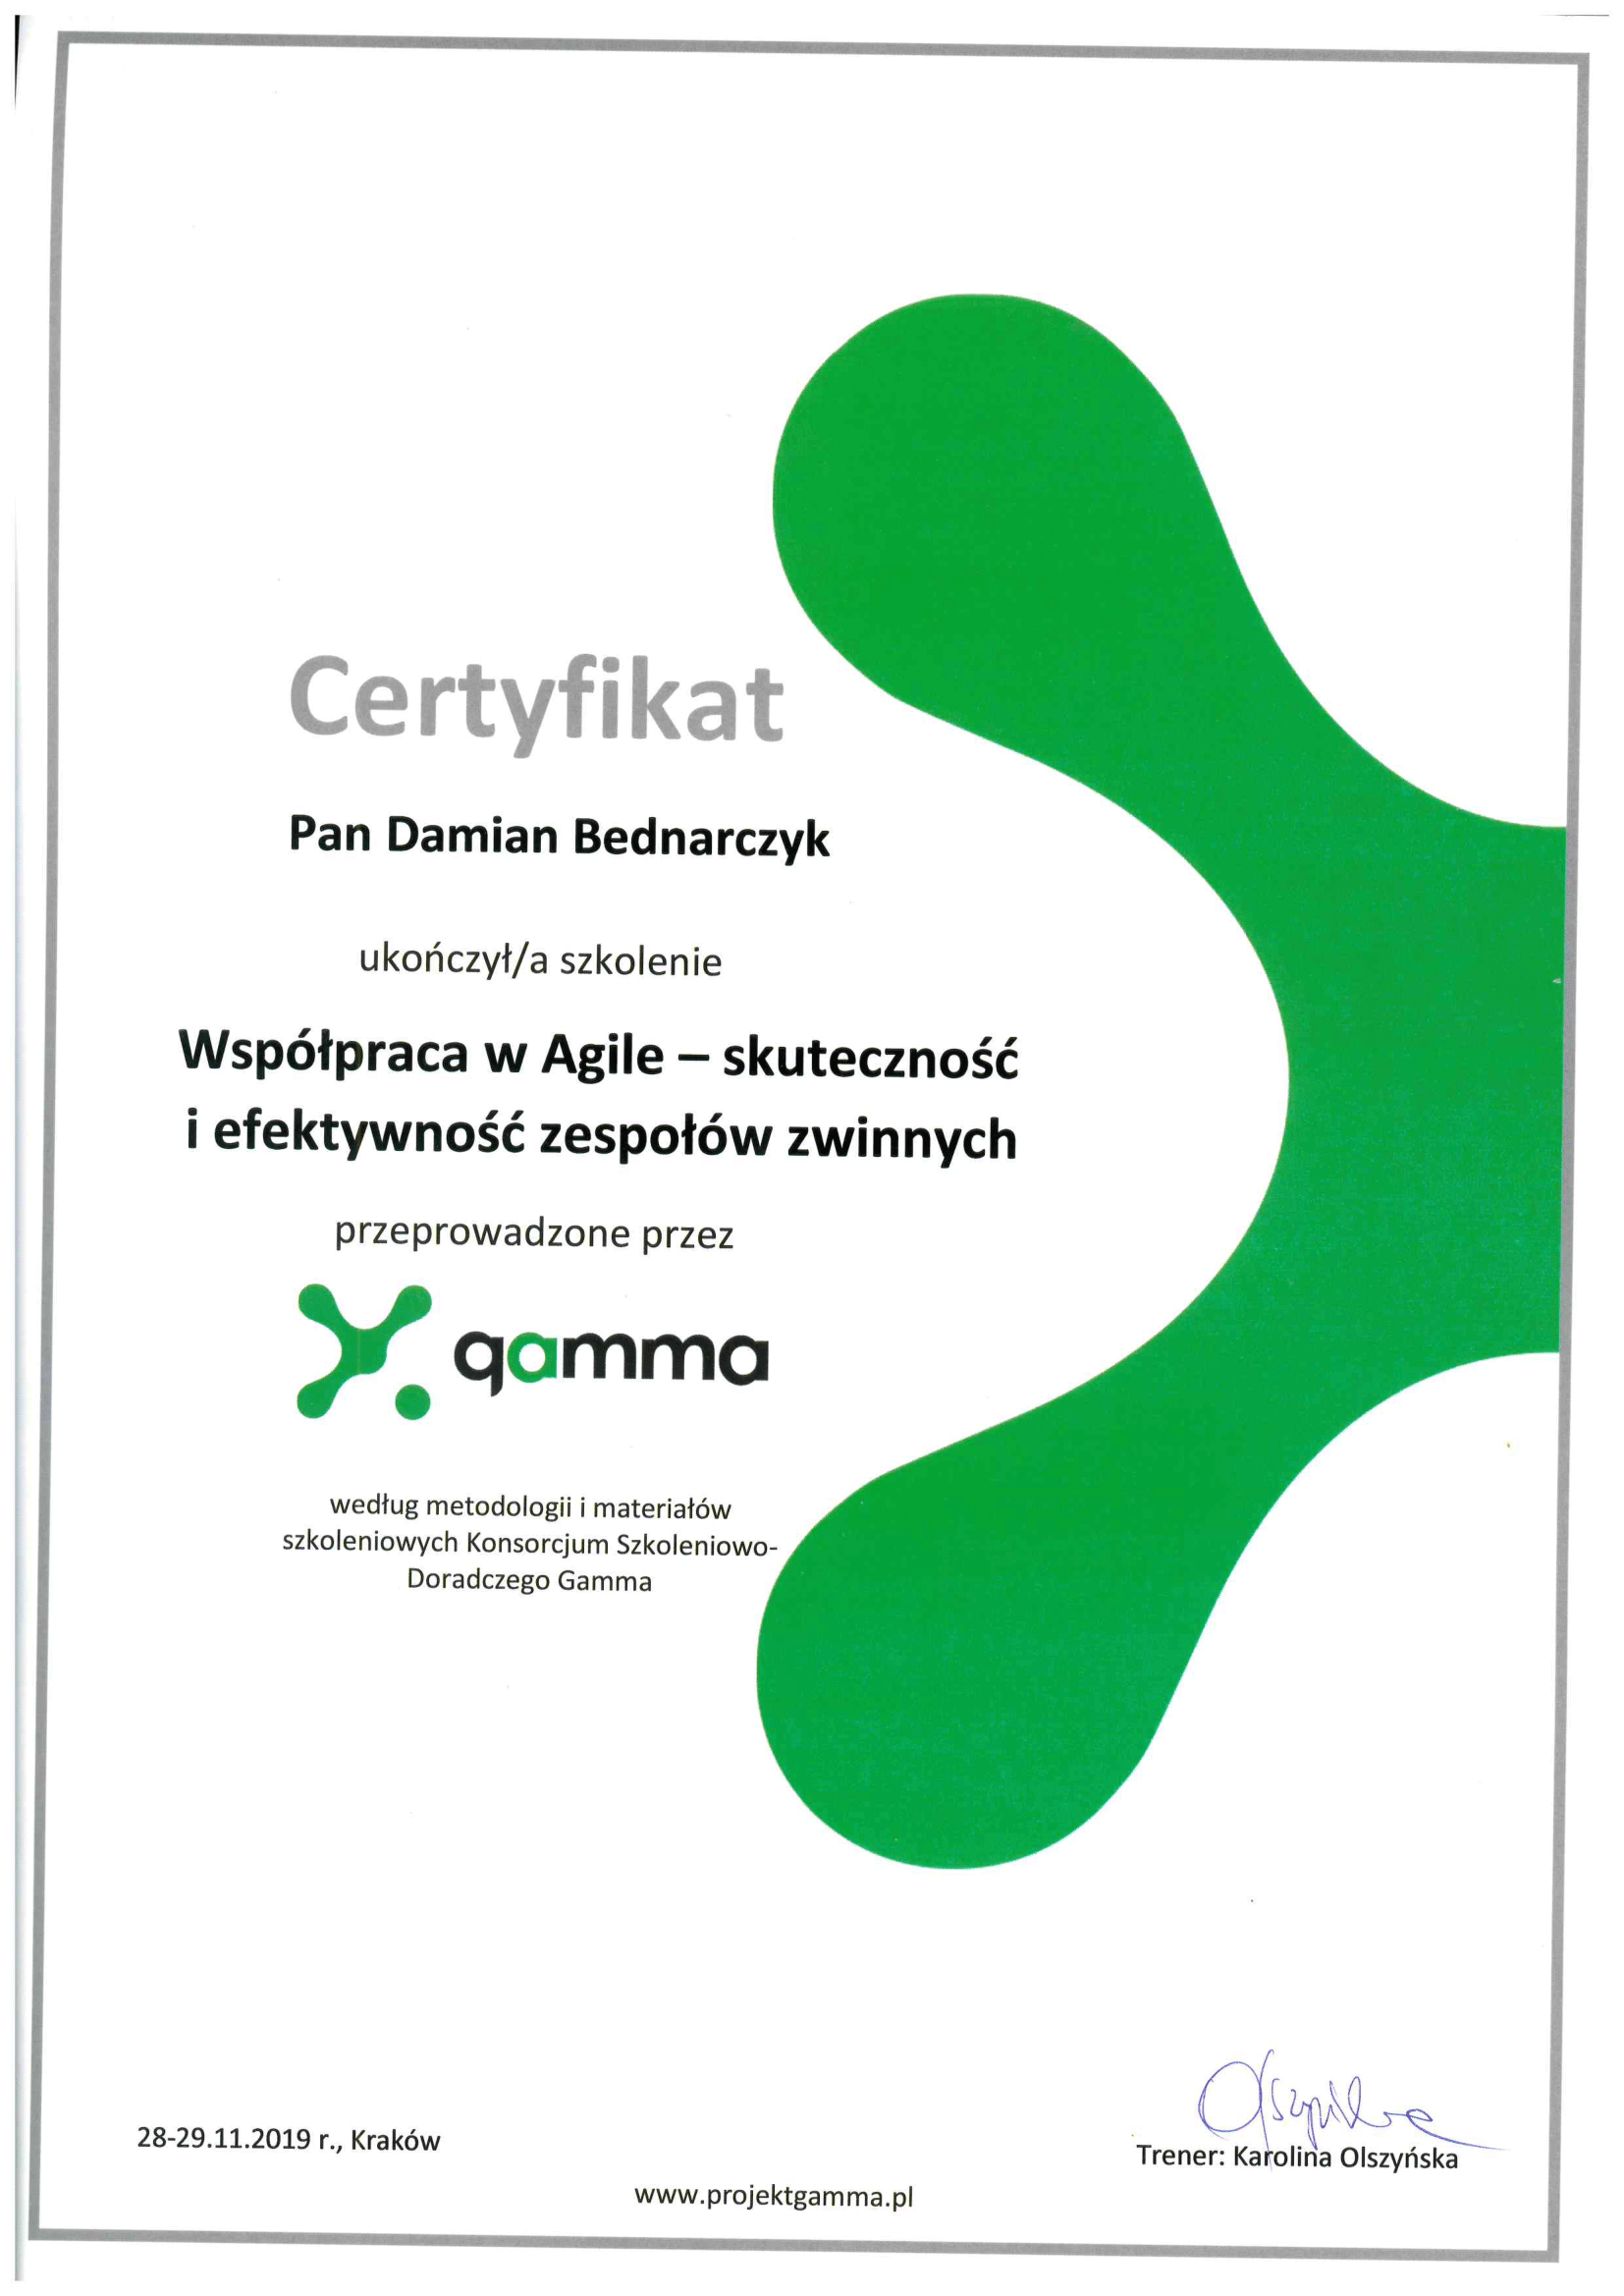 Certyfikat
Pan Damian Bednarczyk
ukończył/a szkolenie
Współpraca w Agile – skuteczność
i efektywność zespołów zwinnych
przeprowadzone przez
gamma
według metodologii i materiałów
szkoleniowych Konsorcjum Szkoleniowo-
Doradczego Gamma
28-29.11.2019 r., Kraków
Trener: Karolina Olszyńska
www.projektgamma.pl